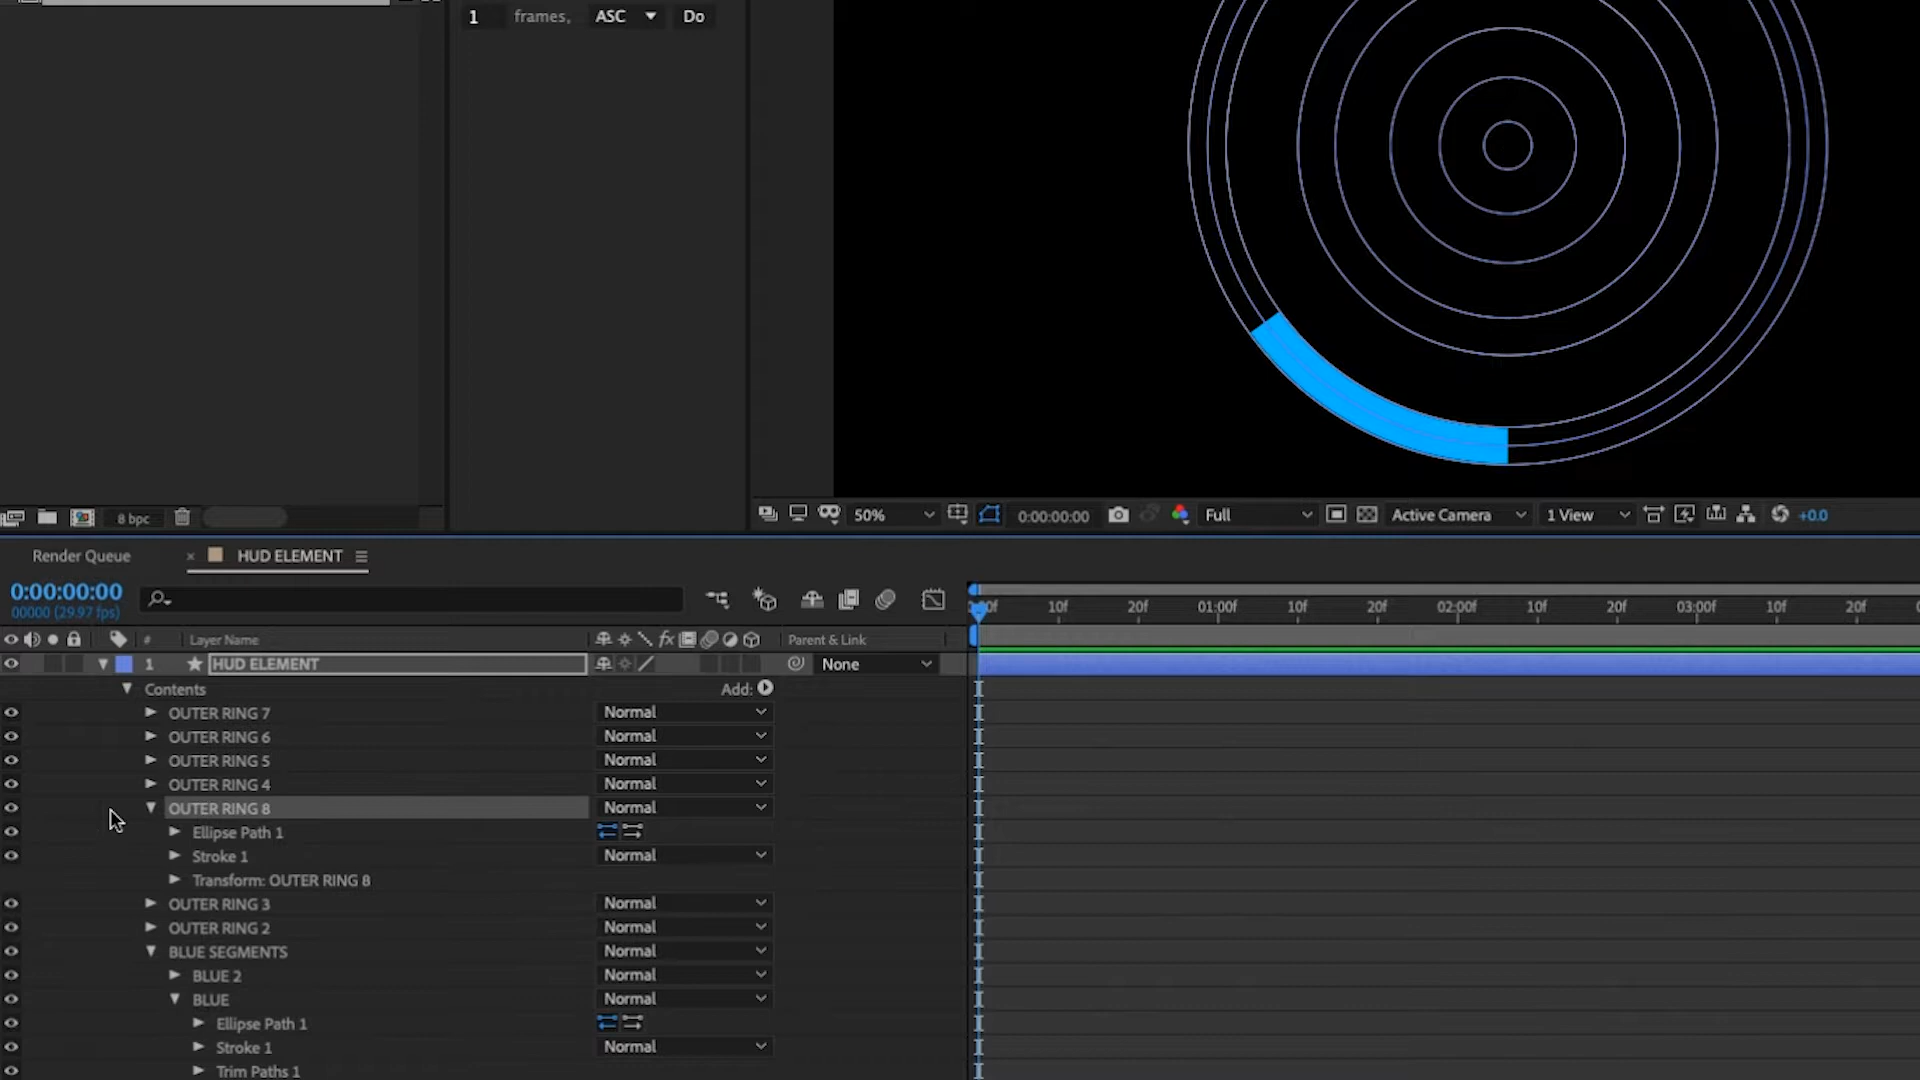 1 frames, ASC Do
8 bpc
50% 0:00:00:00 Full Active Camera 1 View +0.0
Render Queue × HUD ELEMENT
0:00:00:00
00000 (29.97 fps)
10f 20f 01:00f 10f 20f 02:00f 10f 20f 03:00f 10f 20f
# Layer Name fx Parent & Link
1 HUD ELEMENT None
Contents Add:
OUTER RING 7 Normal
OUTER RING 6 Normal
OUTER RING 5 Normal
OUTER RING 4 Normal
OUTER RING 8 Normal
Ellipse Path 1
Stroke 1 Normal
Transform: OUTER RING 8
OUTER RING 3 Normal
OUTER RING 2 Normal
BLUE SEGMENTS Normal
BLUE 2 Normal
BLUE Normal
Ellipse Path 1
Stroke 1 Normal
Trim Paths 1